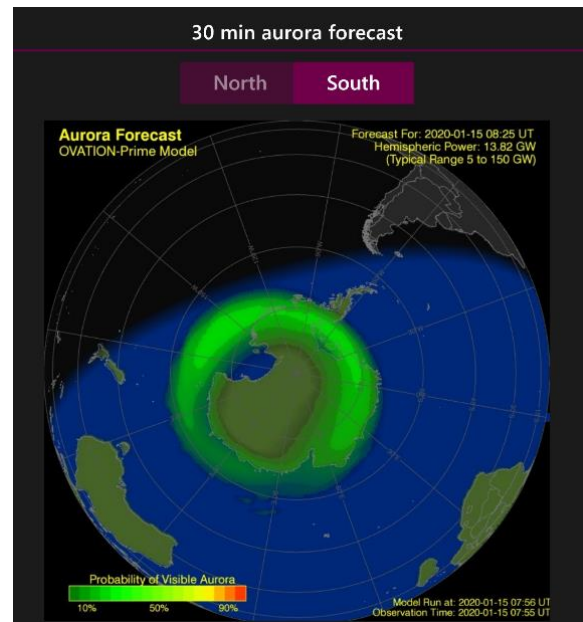 30 min aurora forecast
North
South
Aurora Forecast
OVATION-Prime Model
Forecast For: 2020-01-15 08:25 UT
Hemispheric Power: 13.82 GW
(Typical Range 5 to 150 GW)
Probability of Visible Aurora
10%
50%
90%
Model Run at: 2020-01-15 07:56 UT
Observation Time: 2020-01-15 07:55 UT